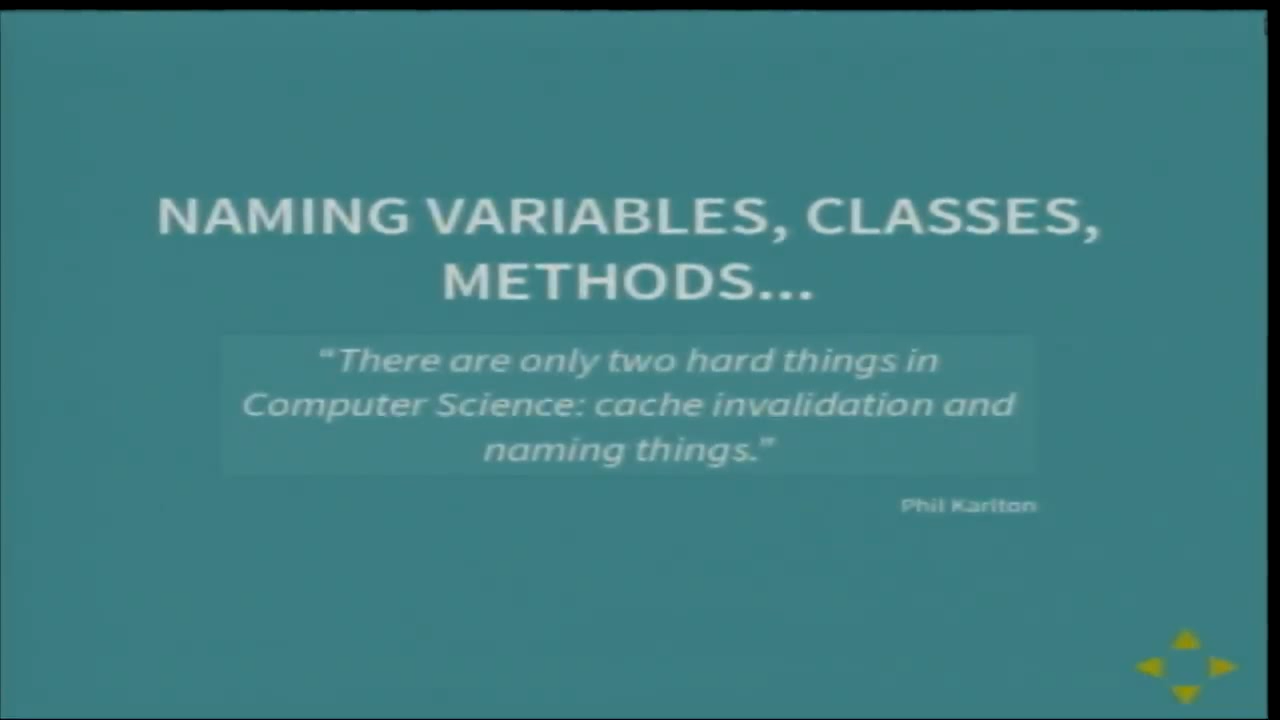 NAMING VARIABLES, CLASSES,
METHODS...
“There are only two hard things in
Computer Science: cache invalidation and
naming things.”
Phil Karlton